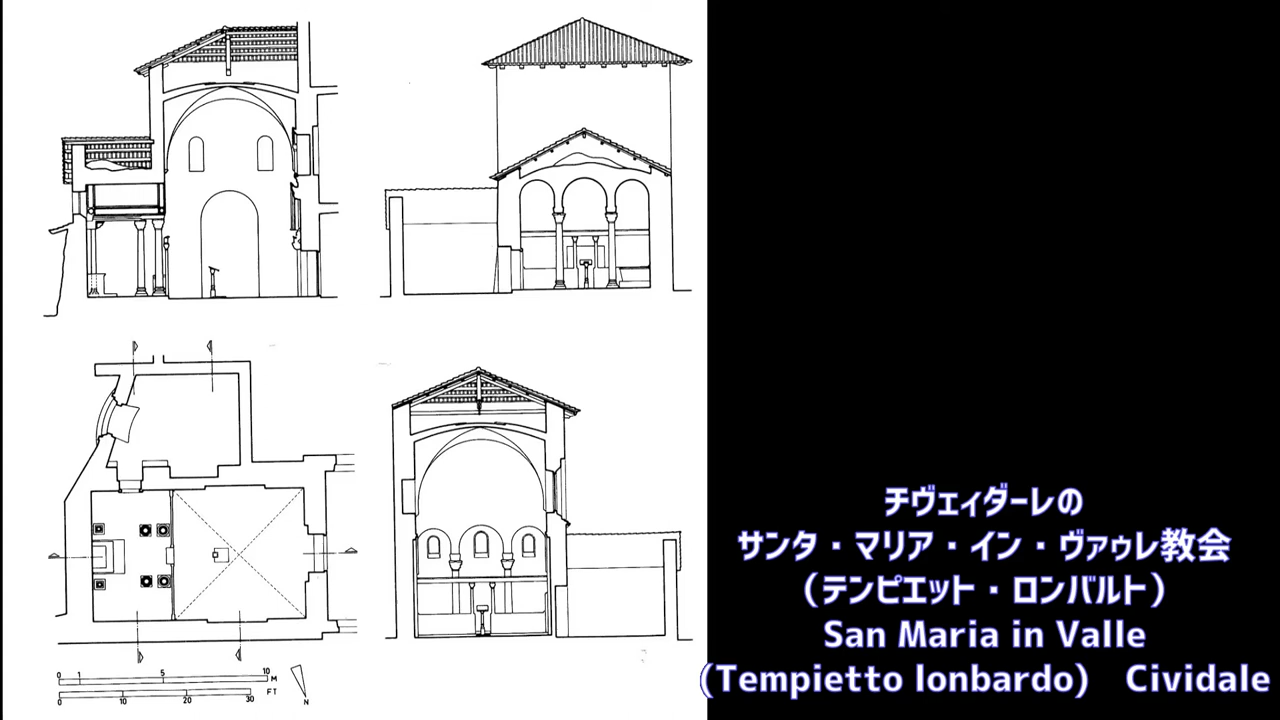 チヴェィダーレの
サンタ・マリア・イン・ヴァゥレ教会
（テンピエット・ロンバルト）
San Maria in Valle
(Tempietto lonbardo)　Cividale
0 1 5 10 M
FT
0 10 20 30
N